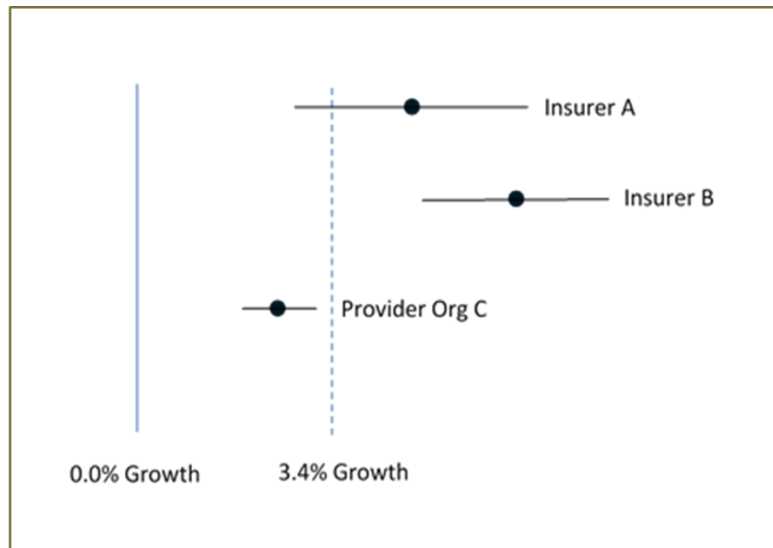 Insurer A
Insurer B
Provider Org C
0.0% Growth
3.4% Growth